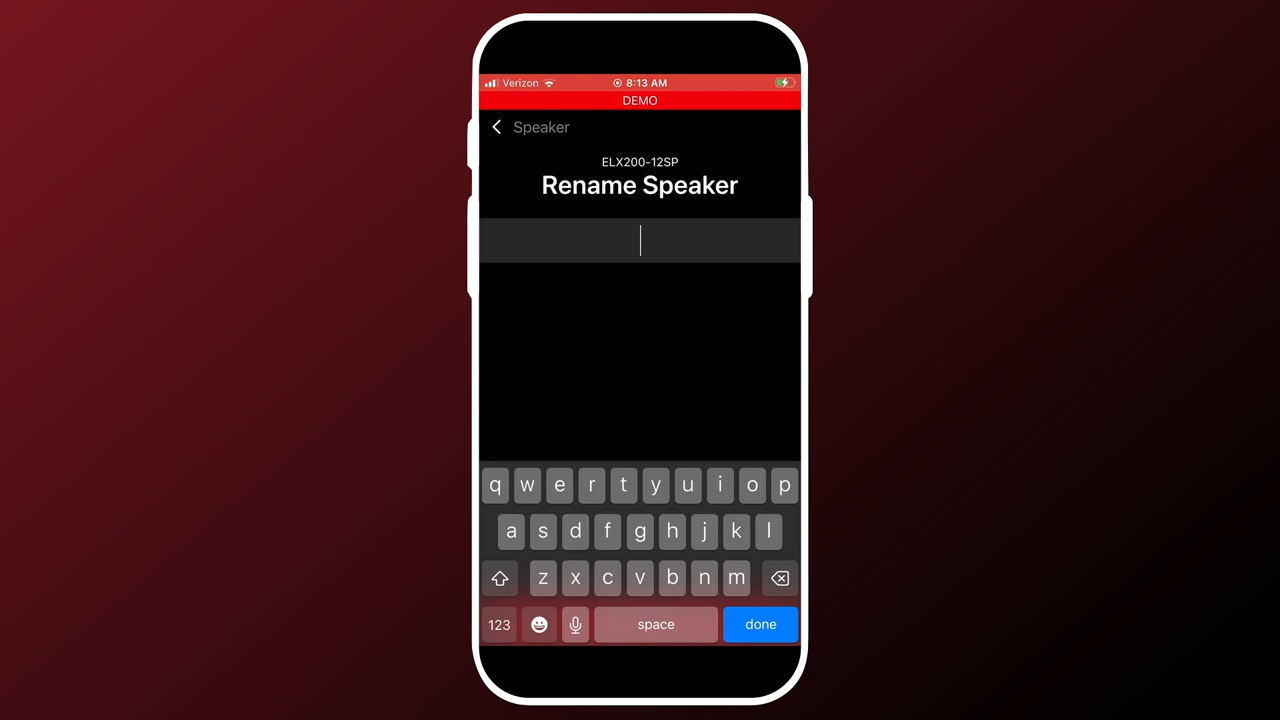 Verizon 8:13 AM
DEMO
Speaker
ELX200-12SP
Rename Speaker
q w e r t y u i o p
a s d f g h j k l
z x c v b n m
123 space done